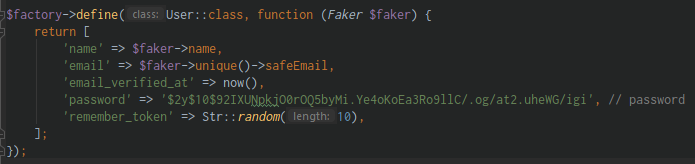 $factory->define( class: User::class, function (Faker $faker) {
    return [
        'name' => $faker->name,
        'email' => $faker->unique()->safeEmail,
        'email_verified_at' => now(),
        'password' => '$2y$10$92IXUNpkjO0rOQ5byMi.Ye4oKoEa3Ro9llC/.og/at2.uheWG/igi', // password
        'remember_token' => Str::random( length: 10),
    ];
});